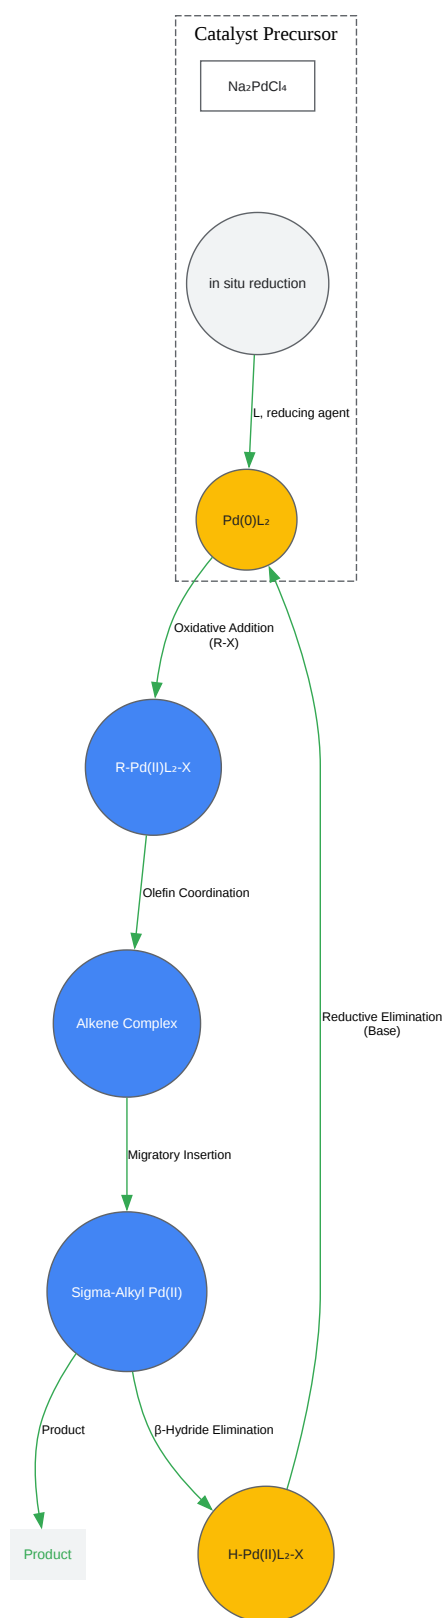 Catalyst Precursor
Na₂PdCl₄
in situ reduction
L, reducing agent
Pd(0)L₂
Oxidative Addition
(R-X)
R-Pd(II)L₂-X
Olefin Coordination
Alkene Complex
Reductive Elimination
(Base)
Migratory Insertion
Sigma-Alkyl Pd(II)
Product
β-Hydride Elimination
Product
H-Pd(II)L₂-X